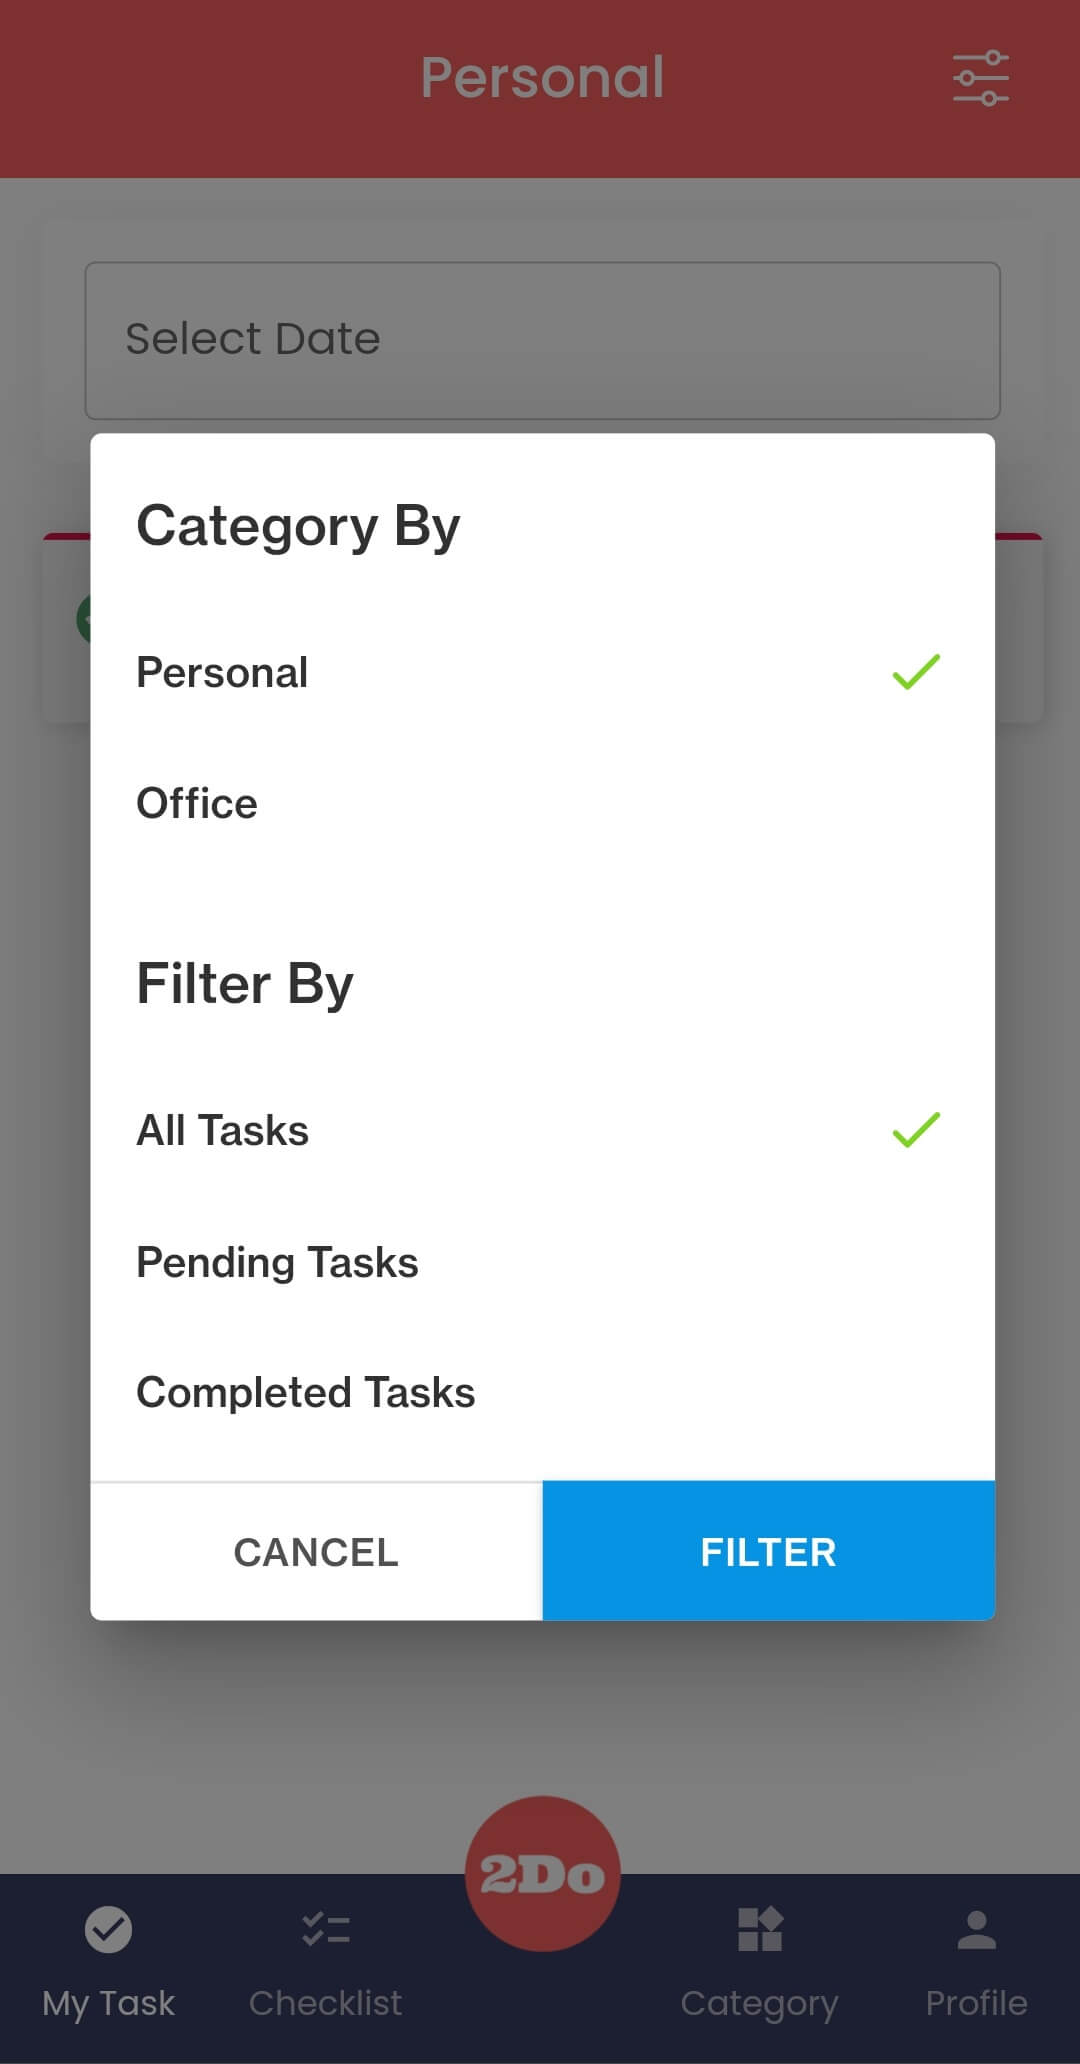 Personal
Select Date
Category By
Personal
Office
Filter By
All Tasks
Pending Tasks
Completed Tasks
CANCEL
FILTER
2Do
My Task
Checklist
Category
Profile